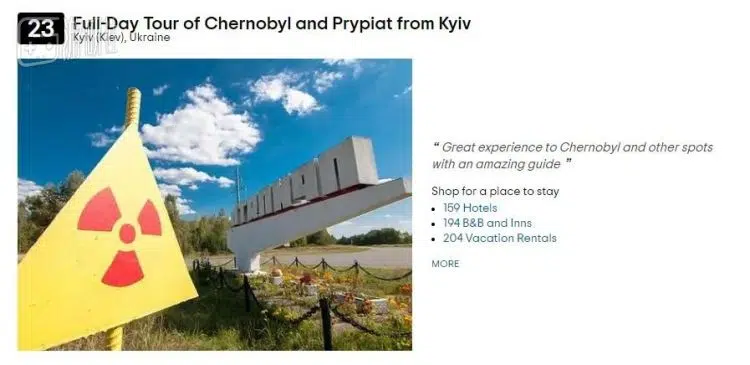 23
Full-Day Tour of Chernobyl and Prypiat from Kyiv
Kyiv (Kiev), Ukraine
“ Great experience to Chernobyl and other spots
with an amazing guide ”
Shop for a place to stay
159 Hotels
194 B&B and Inns
204 Vacation Rentals
MORE